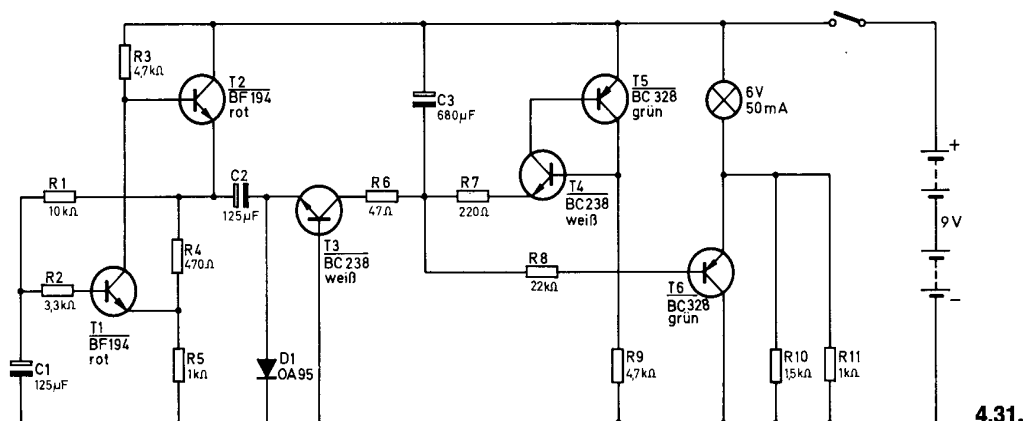 R3
4,7kΩ
T2
BF194
rot
C3
680µF
T5
BC328
grün
6V
50mA
+
R1
10kΩ
C2
125µF
R6
47Ω
R7
220Ω
T4
BC238
weiß
9V
R4
470Ω
T3
BC238
weiß
R2
3,3kΩ
R8
22kΩ
T6
BC328
grün
−
T1
BF194
rot
C1
125µF
R5
1kΩ
D1
OA95
R9
4,7kΩ
R10
1,5kΩ
R11
1kΩ
4.31.